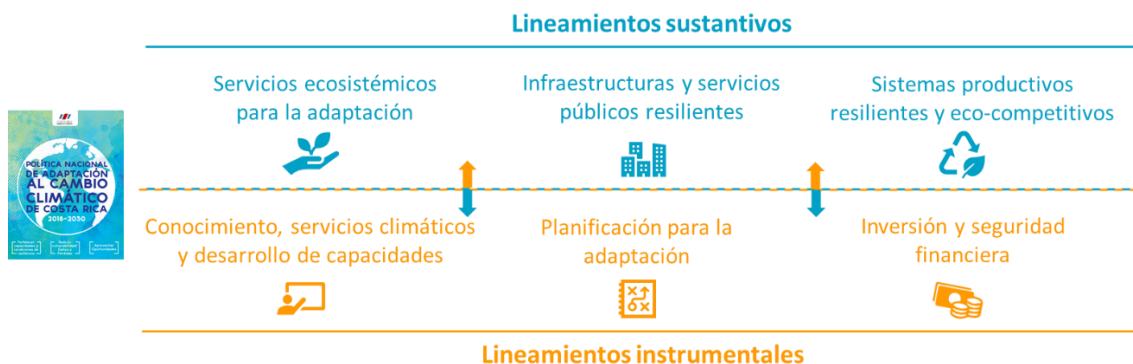 Lineamientos sustantivos
Servicios ecosistémicos
para la adaptación
Infraestructuras y servicios
públicos resilientes
Sistemas productivos
resilientes y eco-competitivos
POLÍTICA NACIONAL
DE ADAPTACIÓN
AL CAMBIO
CLIMÁTICO
DE COSTA RICA
2018-2030
Conocimiento, servicios climáticos
y desarrollo de capacidades
Planificación para la
adaptación
Inversión y seguridad
financiera
Lineamientos instrumentales